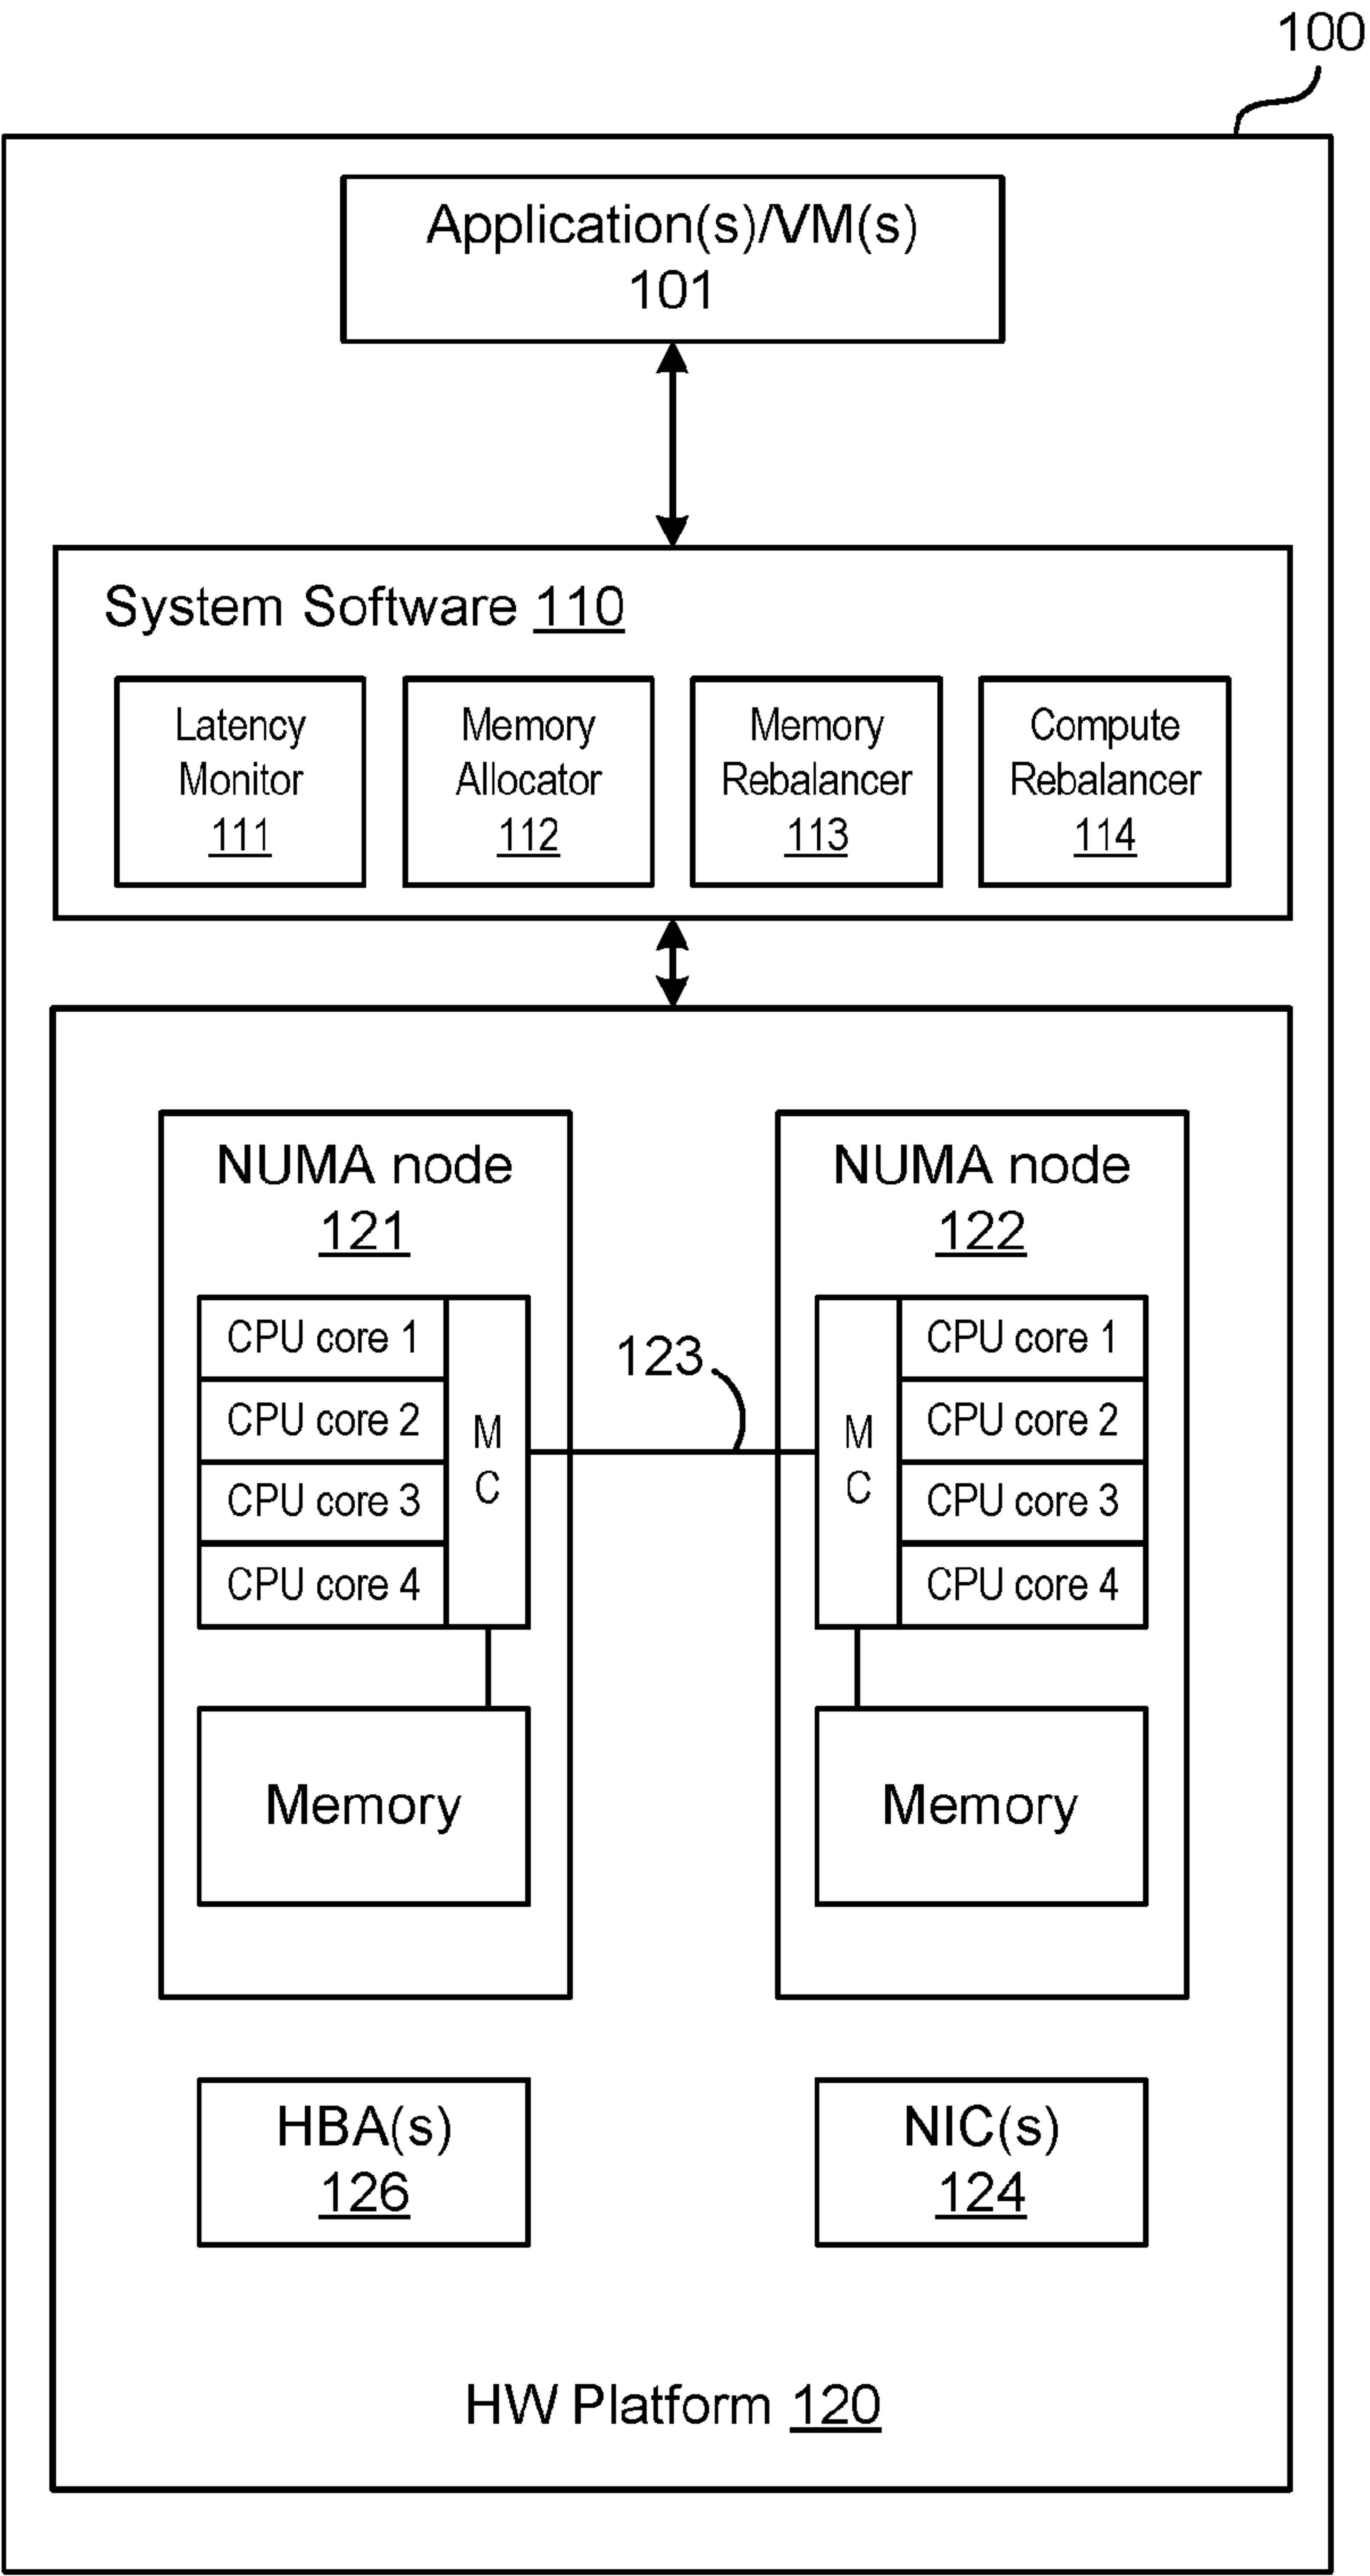 100
Application(s)/VM(s)
101
System Software 110
Latency
Monitor
111
Memory
Allocator
112
Memory
Rebalancer
113
Compute
Rebalancer
114
NUMA node
121
CPU core 1
CPU core 2
CPU core 3
CPU core 4
M
C
Memory
123
NUMA node
122
M
C
CPU core 1
CPU core 2
CPU core 3
CPU core 4
Memory
HBA(s)
126
NIC(s)
124
HW Platform 120